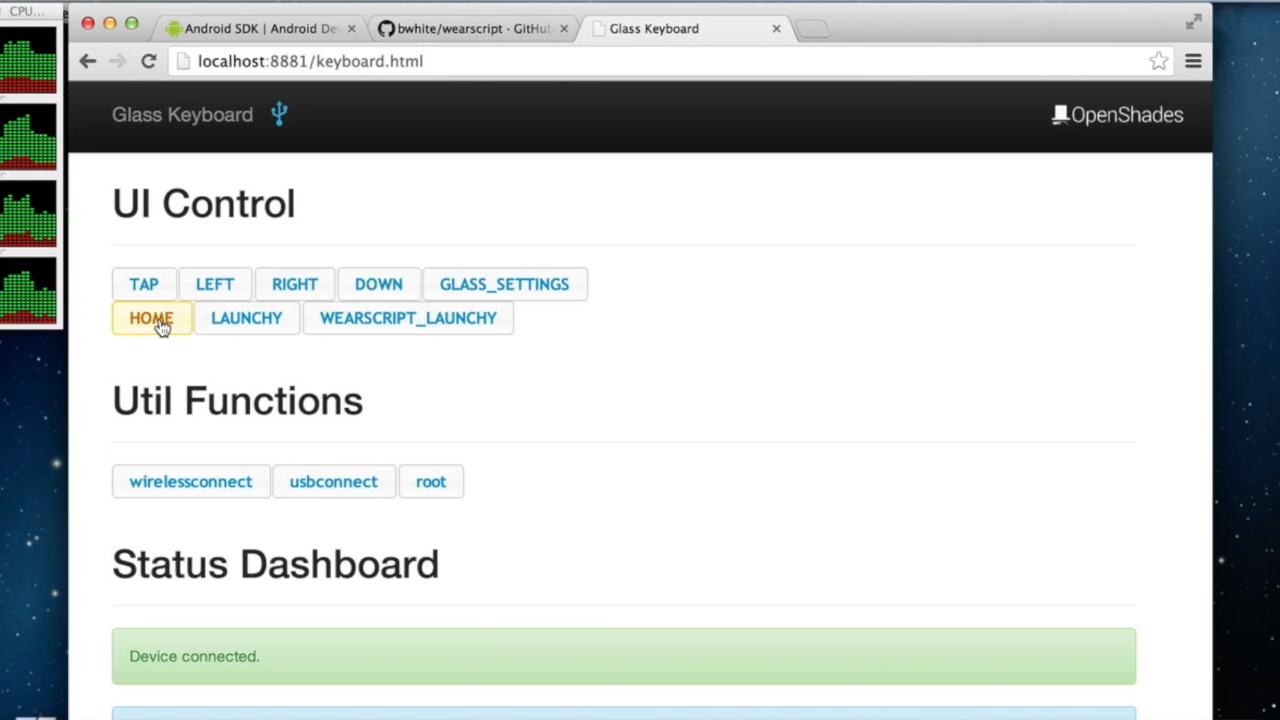 CPU...
Android SDK | Android De
bwhite/wearscript · GitHub
Glass Keyboard
localhost:8881/keyboard.html
Glass Keyboard
OpenShades
UI Control
TAP LEFT RIGHT DOWN GLASS_SETTINGS
HOME LAUNCHY WEARSCRIPT_LAUNCHY
Util Functions
wirelessconnect usbconnect root
Status Dashboard
Device connected.